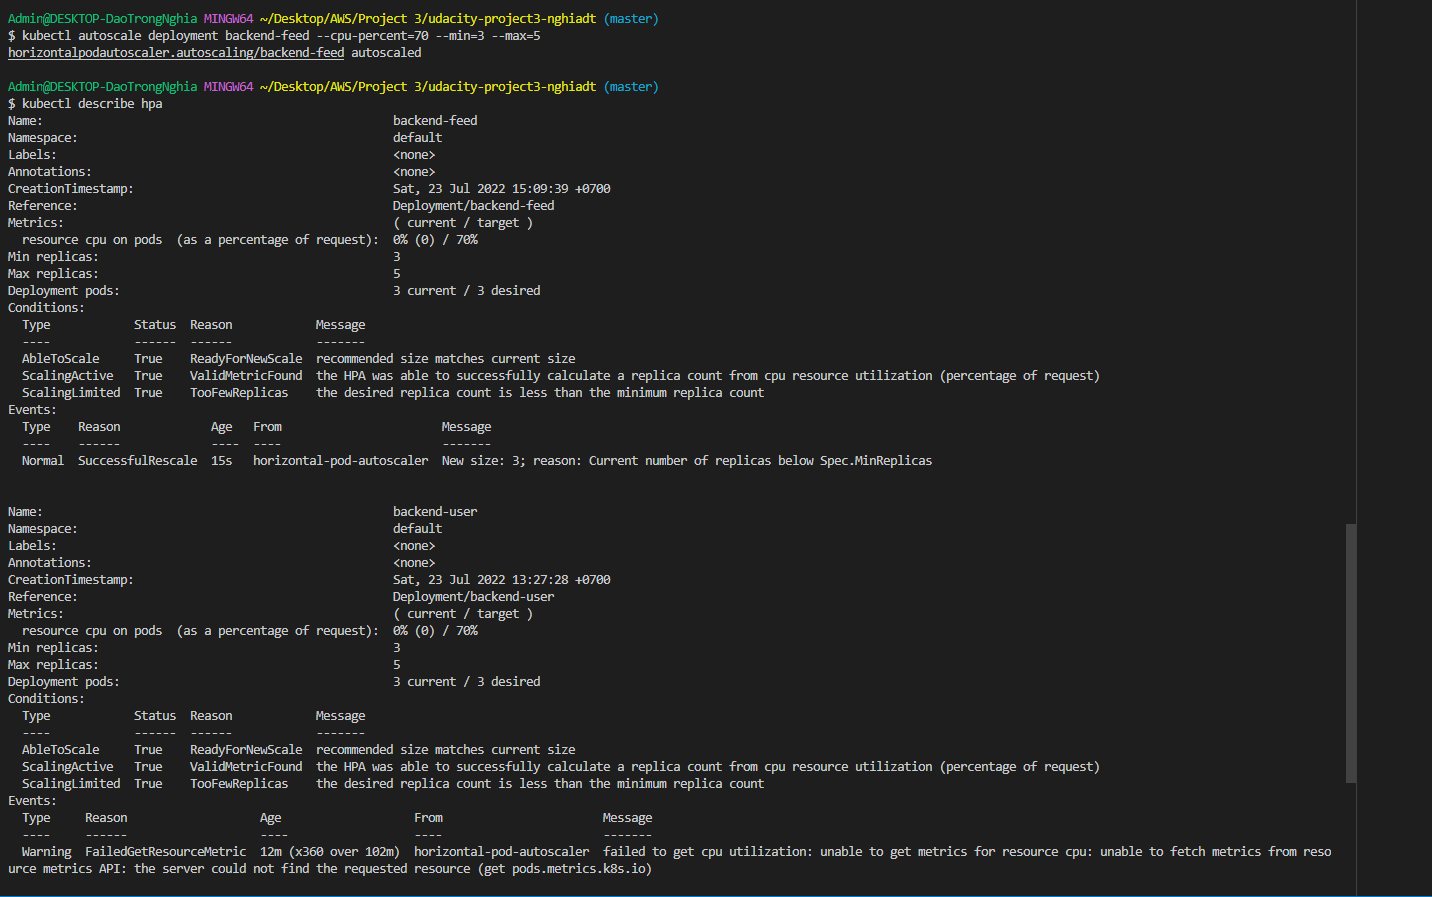 Admin@DESKTOP-DaoTrongNghia MINGW64 ~/Desktop/AWS/Project 3/udacity-project3-nghiadt (master)
$ kubectl autoscale deployment backend-feed --cpu-percent=70 --min=3 --max=5
horizontalpodautoscaler.autoscaling/backend-feed autoscaled

Admin@DESKTOP-DaoTrongNghia MINGW64 ~/Desktop/AWS/Project 3/udacity-project3-nghiadt (master)
$ kubectl describe hpa
Name:                                                  backend-feed
Namespace:                                             default
Labels:                                                <none>
Annotations:                                           <none>
CreationTimestamp:                                     Sat, 23 Jul 2022 15:09:39 +0700
Reference:                                             Deployment/backend-feed
Metrics:                                               ( current / target )
  resource cpu on pods  (as a percentage of request):  0% (0) / 70%
Min replicas:                                          3
Max replicas:                                          5
Deployment pods:                                       3 current / 3 desired
Conditions:
  Type            Status  Reason            Message
  ----            ------  ------            -------
  AbleToScale     True    ReadyForNewScale  recommended size matches current size
  ScalingActive   True    ValidMetricFound  the HPA was able to successfully calculate a replica count from cpu resource utilization (percentage of request)
  ScalingLimited  True    TooFewReplicas    the desired replica count is less than the minimum replica count
Events:
  Type    Reason             Age   From                       Message
  ----    ------             ----  ----                       -------
  Normal  SuccessfulRescale  15s   horizontal-pod-autoscaler  New size: 3; reason: Current number of replicas below Spec.MinReplicas

Name:                                                  backend-user
Namespace:                                             default
Labels:                                                <none>
Annotations:                                           <none>
CreationTimestamp:                                     Sat, 23 Jul 2022 13:27:28 +0700
Reference:                                             Deployment/backend-user
Metrics:                                               ( current / target )
  resource cpu on pods  (as a percentage of request):  0% (0) / 70%
Min replicas:                                          3
Max replicas:                                          5
Deployment pods:                                       3 current / 3 desired
Conditions:
  Type            Status  Reason            Message
  ----            ------  ------            -------
  AbleToScale     True    ReadyForNewScale  recommended size matches current size
  ScalingActive   True    ValidMetricFound  the HPA was able to successfully calculate a replica count from cpu resource utilization (percentage of request)
  ScalingLimited  True    TooFewReplicas    the desired replica count is less than the minimum replica count
Events:
  Type     Reason                   Age                   From                       Message
  ----     ------                   ----                  ----                       -------
  Warning  FailedGetResourceMetric  12m (x360 over 102m)  horizontal-pod-autoscaler  failed to get cpu utilization: unable to get metrics for resource cpu: unable to fetch metrics from reso
urce metrics API: the server could not find the requested resource (get pods.metrics.k8s.io)